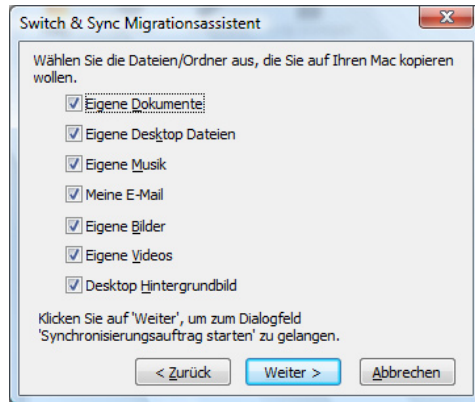 Switch & Sync Migrationsassistent
Wählen Sie die Dateien/Ordner aus, die Sie auf Ihren Mac kopieren
wollen.
Eigene Dokumente
Eigene Desktop Dateien
Eigene Musik
Meine E-Mail
Eigene Bilder
Eigene Videos
Desktop Hintergrundbild
Klicken Sie auf 'Weiter', um zum Dialogfeld
'Synchronisierungsauftrag starten' zu gelangen.
< Zurück Weiter > Abbrechen